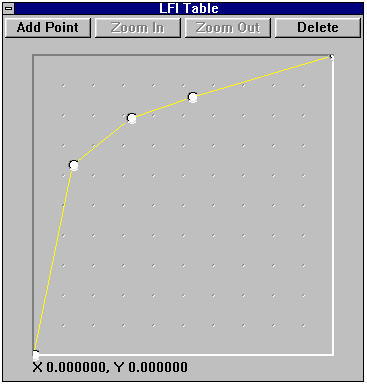 LFI Table
Add Point Zoom In Zoom Out Delete
X 0.000000, Y 0.000000